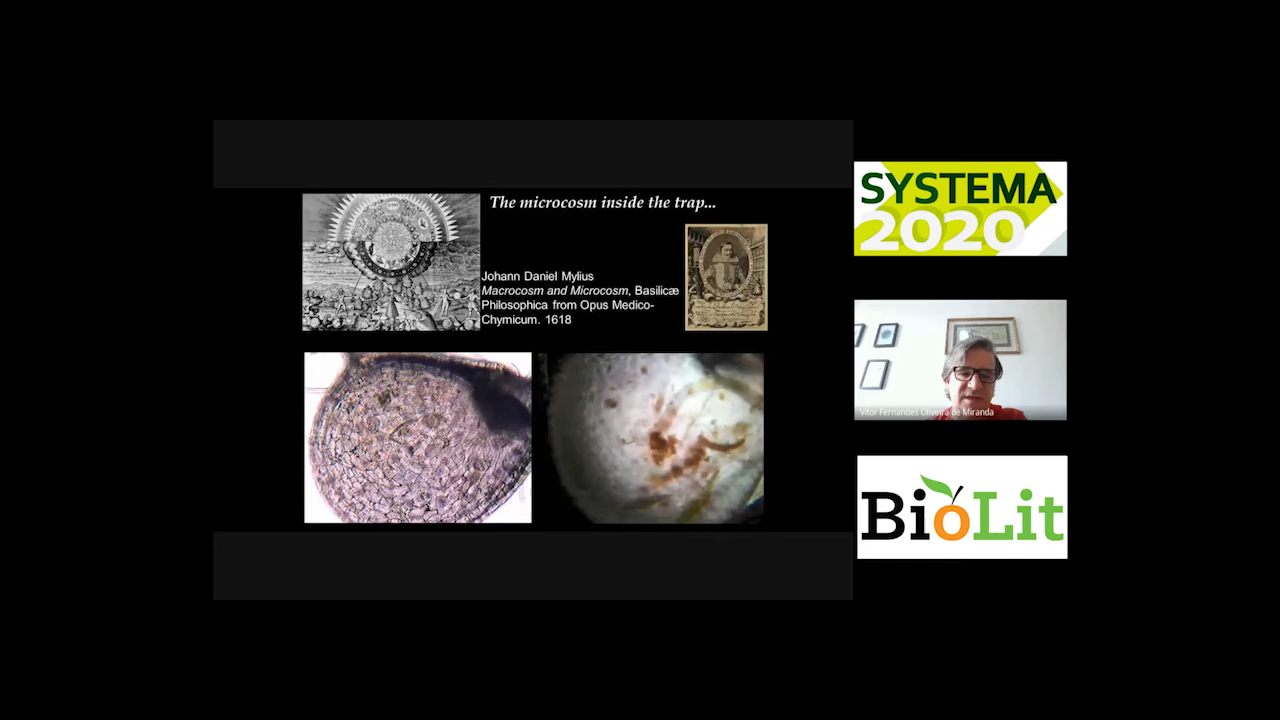 The microcosm inside the trap...
Johann Daniel Mylius
Macrocosm and Microcosm, Basilicæ
Philosophica from Opus Medico-
Chymicum. 1618
SYSTEMA
2020
Vitor Fernandes Oliveira de Miranda
BioLit